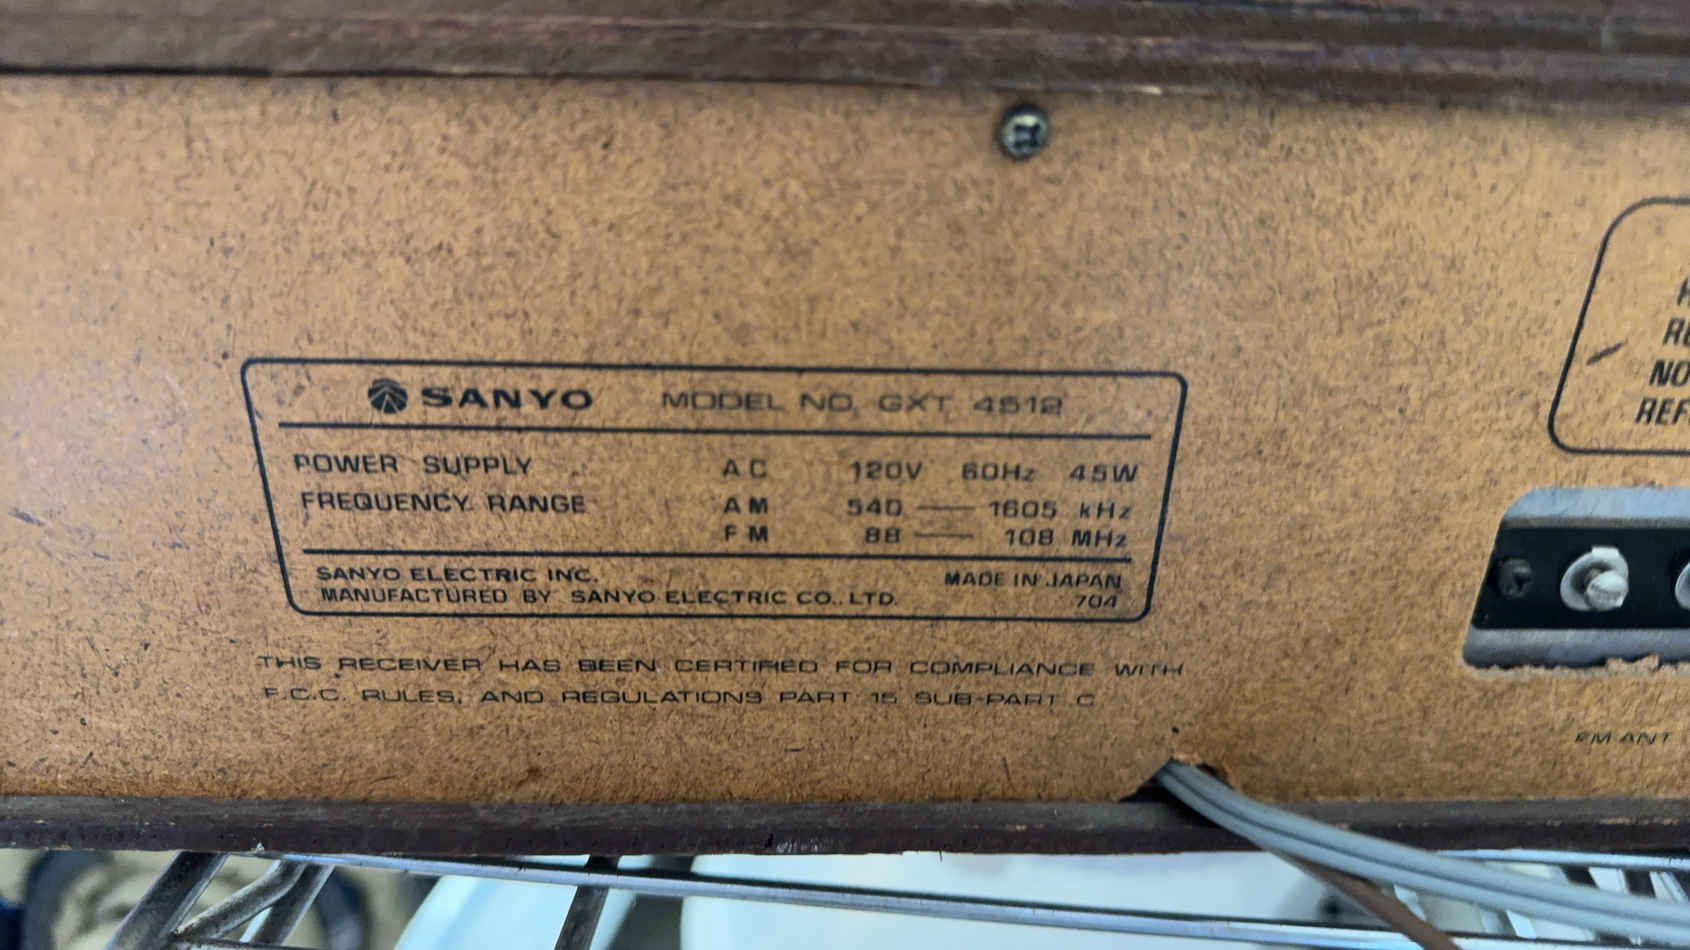 SANYO MODEL NO. GXT 4512
POWER SUPPLY AC 120V 60Hz 45W
FREQUENCY RANGE AM 540 — 1605 kHz
FM 88 — 108 MHz
SANYO ELECTRIC INC. MADE IN JAPAN
MANUFACTURED BY SANYO ELECTRIC CO., LTD. 704
THIS RECEIVER HAS BEEN CERTIFIED FOR COMPLIANCE WITH
F.C.C. RULES, AND REGULATIONS PART 15 SUB-PART C
NO
FM ANT